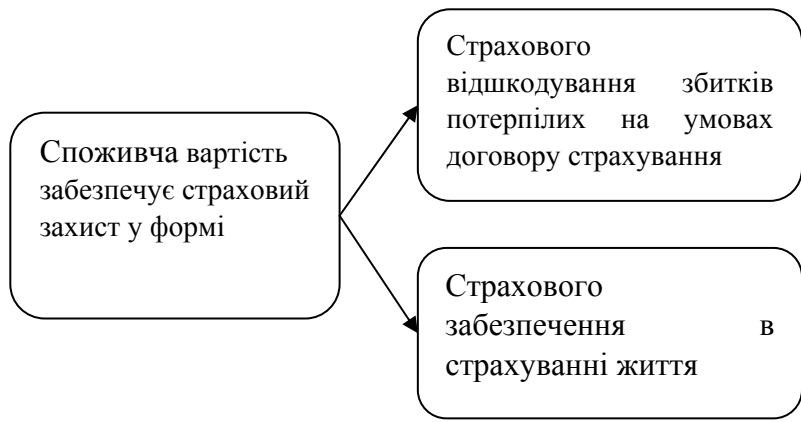 Споживча вартість
забезпечує страховий
захист у формі
Страхового
відшкодування збитків
потерпілих на умовах
договору страхування
Страхового
забезпечення в
страхуванні життя